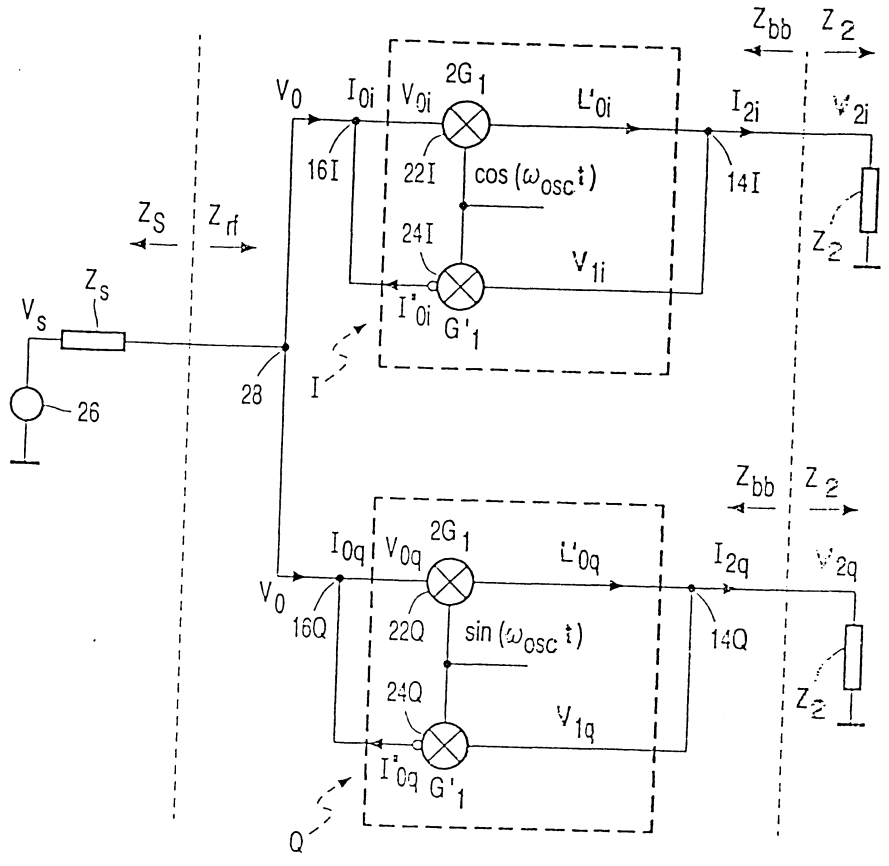 Z_bb Z_2
2G_1
V_0 I_0i V_0i I'_0i I_2i V_2i
16I 22I 14I
cos (ω_osc t)
Z_S Z_rf 24I Z_2
V_1i
Z_s I"_0i G'_1
V_s
28 I
26
Z_bb Z_2
2G_1
I_0q V_0q I'_0q I_2q V_2q
V_0
16Q 22Q 14Q
sin (ω_osc t)
24Q Z_2
V_1q
I"_0q G'_1
Q